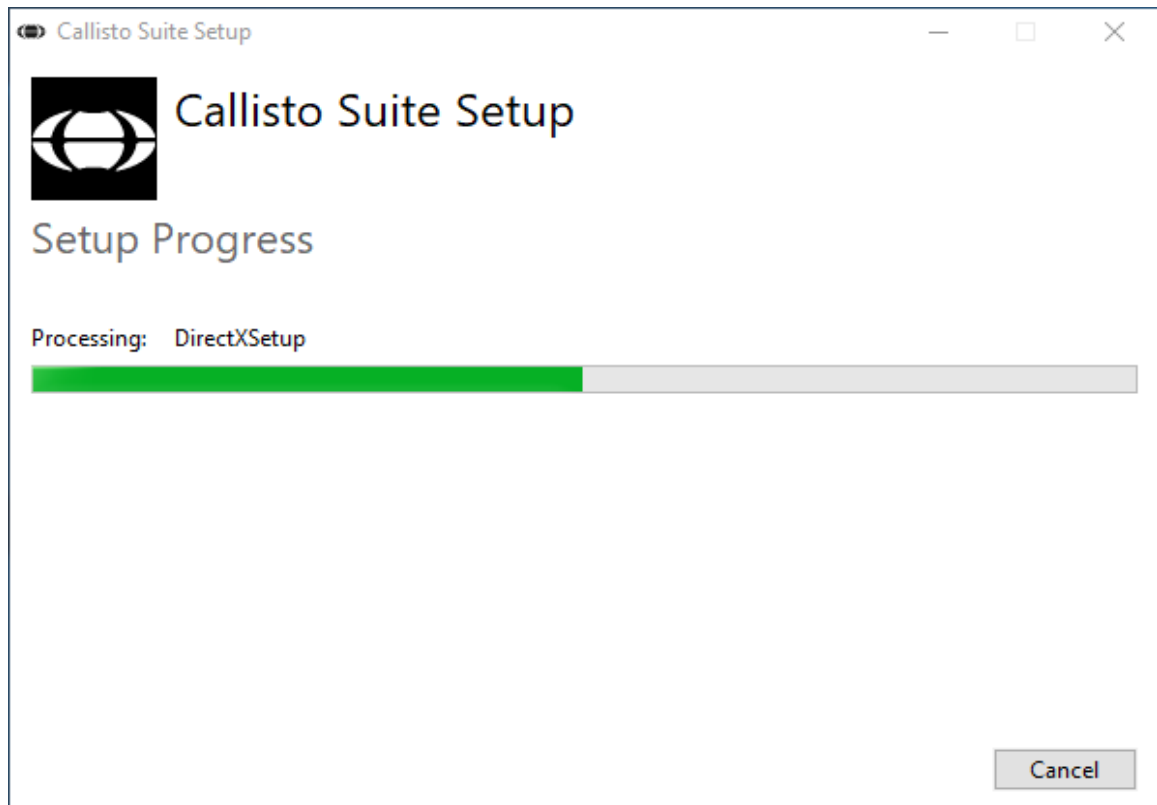 Callisto Suite Setup
Callisto Suite Setup
Setup Progress
Processing: DirectXSetup
Cancel